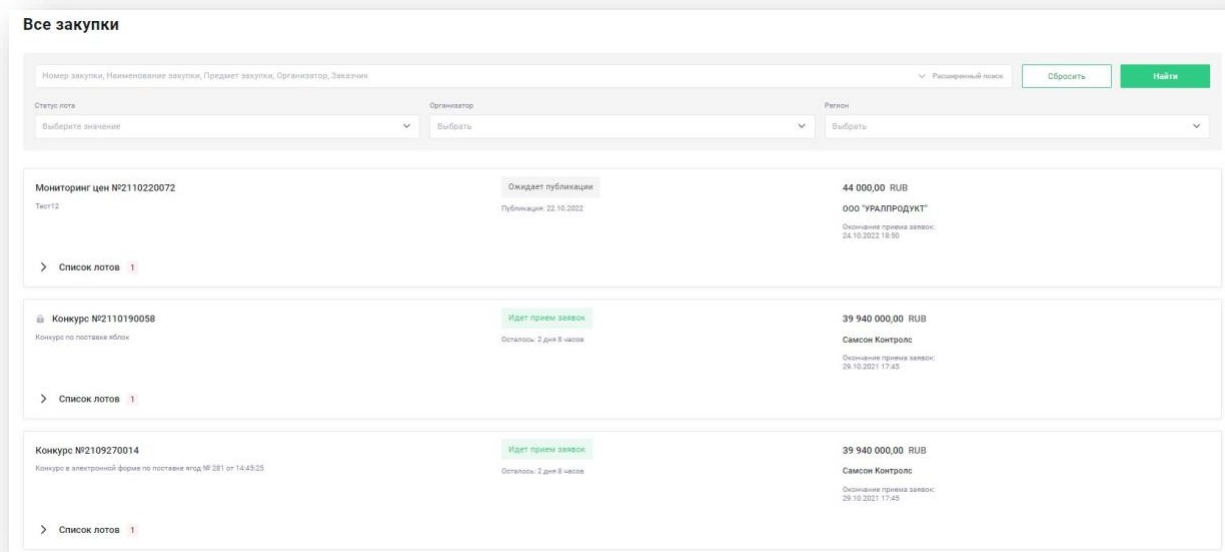 Все закупки
Номер закупки, Наименование закупки, Предмет закупки, Организатор, Заказчик
Расширенный поиск
Сбросить
Найти
Статус лота
Организатор
Регион
Выберите значение
Выбрать
Выбрать
Мониторинг цен №2110220072
Ожидает публикации
44 000,00 RUB
Тест12
Публикация: 22.10.2022
ООО "УРАЛПРОДУКТ"
Окончание приема заявок:
24.10.2022 18:50
Список лотов 1
Конкурс №2110190058
Идет прием заявок
39 940 000,00 RUB
Конкурс по поставке яблок
Осталось: 2 дня 8 часов
Самсон Контролс
Окончание приема заявок:
29.10.2021 17:45
Список лотов 1
Конкурс №2109270014
Идет прием заявок
39 940 000,00 RUB
Конкурс в электронной форме по поставке ягод № 281 от 14:45:25
Осталось: 2 дня 8 часов
Самсон Контролс
Окончание приема заявок:
29.10.2021 17:45
Список лотов 1